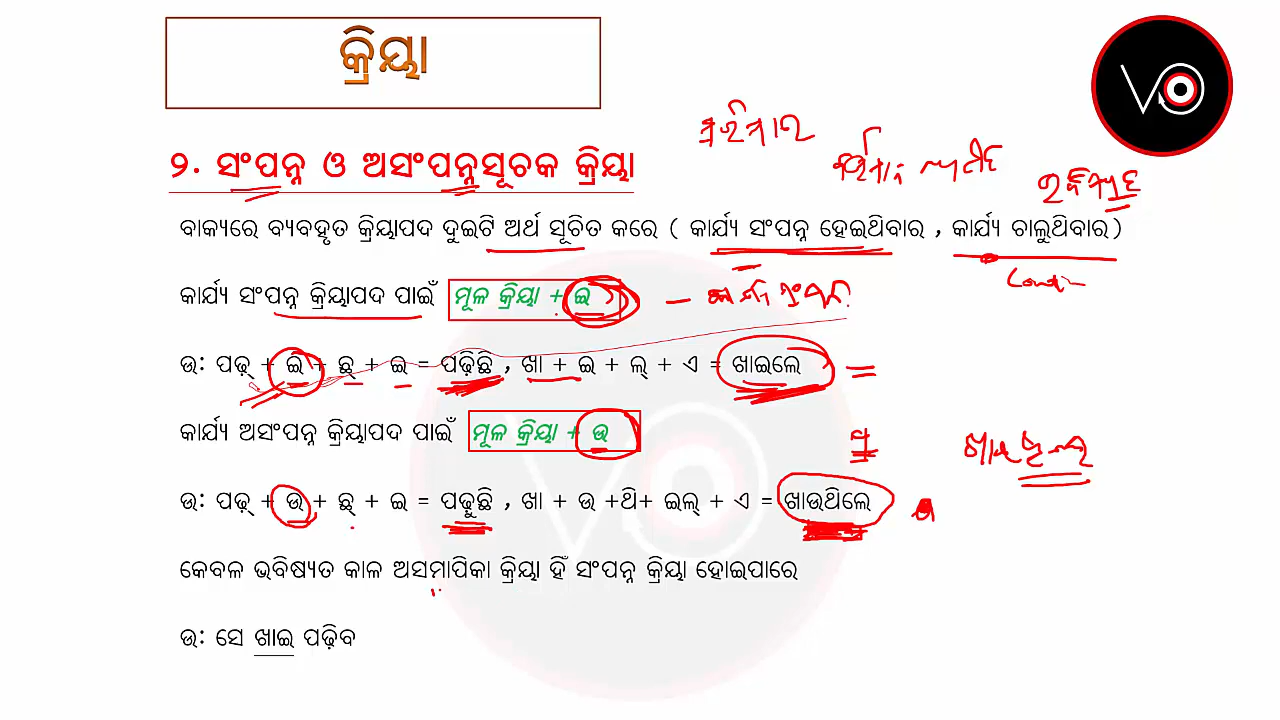 କ୍ରିୟା
VO
୨. ସଂପନ୍ନ ଓ ଅସଂପନ୍ନସୂଚକ କ୍ରିୟା
ବାକ୍ୟରେ ବ୍ୟବହୃତ କ୍ରିୟାପଦ ଦୁଇଟି ଅର୍ଥ ସୂଚିତ କରେ ( କାର୍ଯ୍ୟ ସଂପନ୍ନ ହେଇଥିବାର , କାର୍ଯ୍ୟ ଚାଲୁଥିବାର )
କାର୍ଯ୍ୟ ସଂପନ୍ନ କ୍ରିୟାପଦ ପାଇଁ ମୂଳ କ୍ରିୟା + ଇ
ଉ: ପଢ଼୍ + ଇ + ଛ୍ + ଇ = ପଢ଼ିଛି , ଖା + ଇ + ଲ୍ + ଏ = ଖାଇଲେ
କାର୍ଯ୍ୟ ଅସଂପନ୍ନ କ୍ରିୟାପଦ ପାଇଁ ମୂଳ କ୍ରିୟା + ଉ
ଉ: ପଢ଼୍ + ଉ + ଛ୍ + ଇ = ପଢ଼ୁଛି , ଖା + ଉ +ଥି+ ଇଲ୍ + ଏ = ଖାଉଥିଲେ
କେବଳ ଭବିଷ୍ୟତ କାଳ ଅସମାପିକା କ୍ରିୟା ହିଁ ସଂପନ୍ନ କ୍ରିୟା ହୋଇପାରେ
ଉ: ସେ ଖାଇ ପଢ଼ିବ